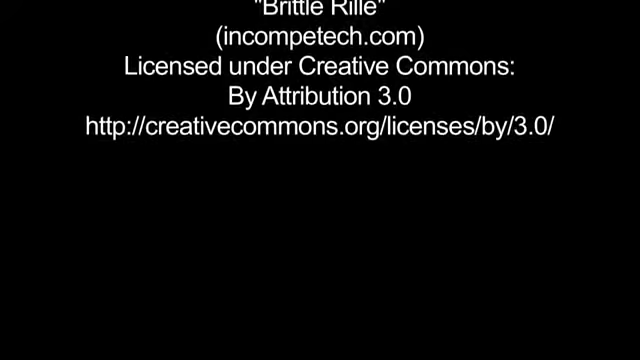 "Brittle Rille"
(incompetech.com)
Licensed under Creative Commons:
By Attribution 3.0
http://creativecommons.org/licenses/by/3.0/